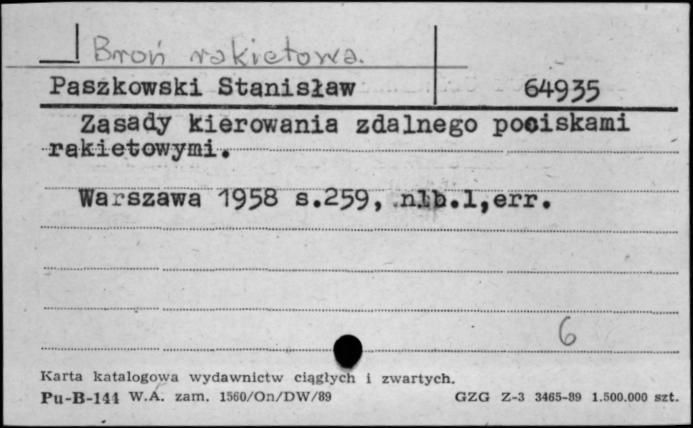 Broń rakietowa.
Paszkowski Stanisław 64935
Zasady kierowania zdalnego pociskami
rakietowymi.
Warszawa 1958 s.259, nlb.1,err.
6
Karta katalogowa wydawnictw ciągłych i zwartych.
Pu-B-144 W.A. zam. 1560/On/DW/89 GZG Z-3 3465-89 1.500.000 szt.